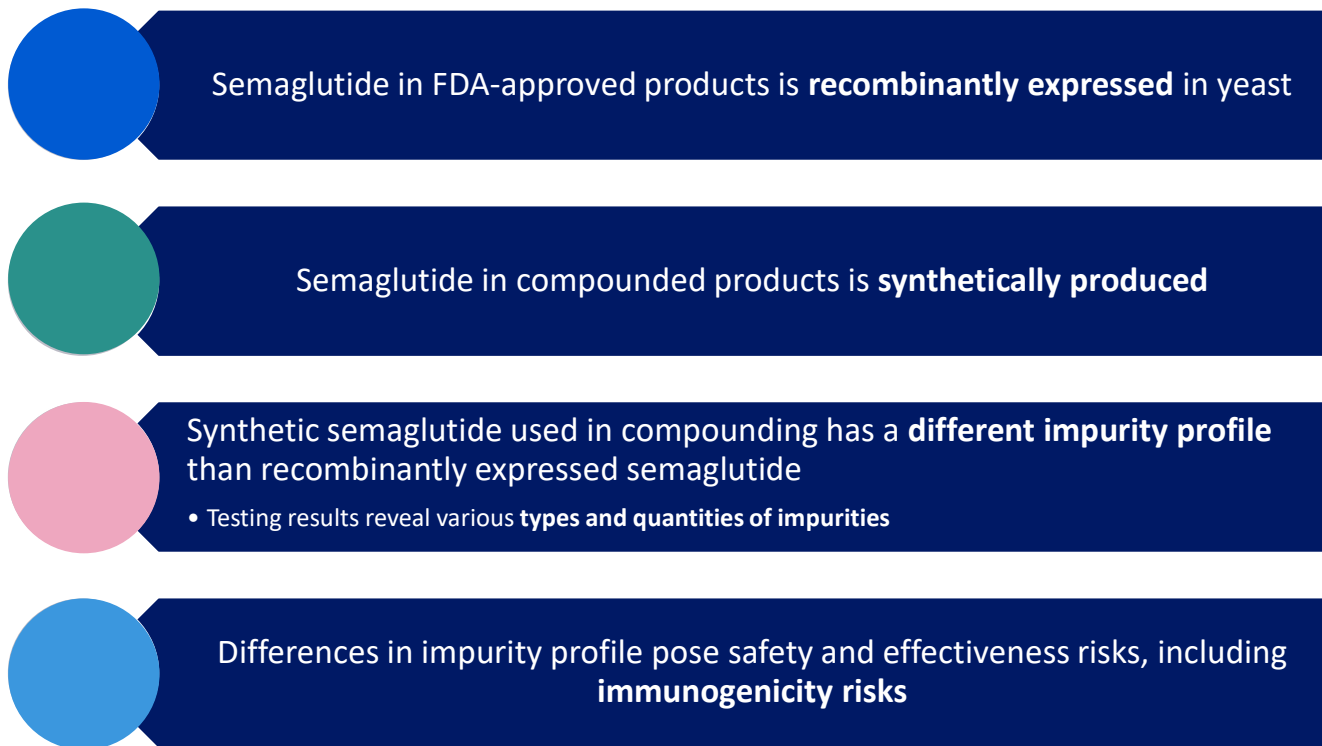 Semaglutide in FDA-approved products is recombinantly expressed in yeast
Semaglutide in compounded products is synthetically produced
Synthetic semaglutide used in compounding has a different impurity profile
than recombinantly expressed semaglutide
• Testing results reveal various types and quantities of impurities
Differences in impurity profile pose safety and effectiveness risks, including
immunogenicity risks